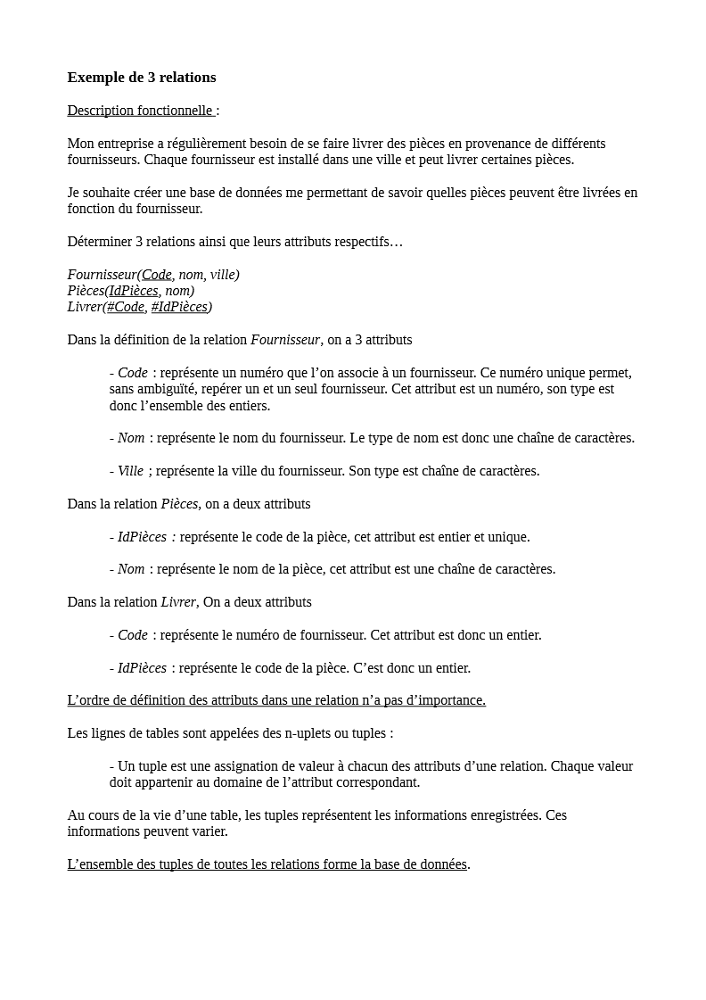 Exemple de 3 relations
Description fonctionnelle :
Mon entreprise a régulièrement besoin de se faire livrer des pièces en provenance de différents
fournisseurs. Chaque fournisseur est installé dans une ville et peut livrer certaines pièces.
Je souhaite créer une base de données me permettant de savoir quelles pièces peuvent être livrées en
fonction du fournisseur.
Déterminer 3 relations ainsi que leurs attributs respectifs…
Fournisseur(Code, nom, ville)
Pièces(IdPièces, nom)
Livrer(#Code, #IdPièces)
Dans la définition de la relation Fournisseur, on a 3 attributs
- Code : représente un numéro que l’on associe à un fournisseur. Ce numéro unique permet,
sans ambiguïté, repérer un et un seul fournisseur. Cet attribut est un numéro, son type est
donc l’ensemble des entiers.
- Nom : représente le nom du fournisseur. Le type de nom est donc une chaîne de caractères.
- Ville ; représente la ville du fournisseur. Son type est chaîne de caractères.
Dans la relation Pièces, on a deux attributs
- IdPièces : représente le code de la pièce, cet attribut est entier et unique.
- Nom : représente le nom de la pièce, cet attribut est une chaîne de caractères.
Dans la relation Livrer, On a deux attributs
- Code : représente le numéro de fournisseur. Cet attribut est donc un entier.
- IdPièces : représente le code de la pièce. C’est donc un entier.
L’ordre de définition des attributs dans une relation n’a pas d’importance.
Les lignes de tables sont appelées des n-uplets ou tuples :
- Un tuple est une assignation de valeur à chacun des attributs d’une relation. Chaque valeur
doit appartenir au domaine de l’attribut correspondant.
Au cours de la vie d’une table, les tuples représentent les informations enregistrées. Ces
informations peuvent varier.
L’ensemble des tuples de toutes les relations forme la base de données.